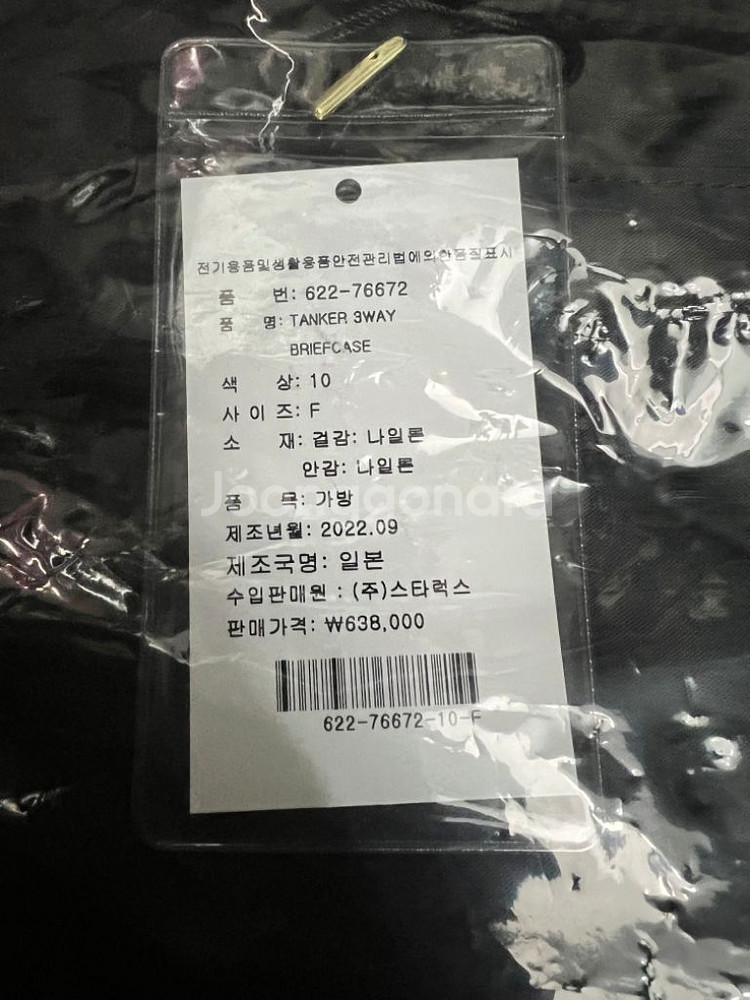 전기용품및생활용품안전관리법에의한품질표시
품 번: 622-76672
품 명: TANKER 3WAY
BRIEFCASE
색 상: 10
사 이 즈: F
소 재: 겉감: 나일론
안감: 나일론
Joonggonara
품 목: 가방
제조년월: 2022.09
제조국명: 일본
수입판매원 : (주)스타럭스
판매가격: ₩638,000
622-76672-10-F